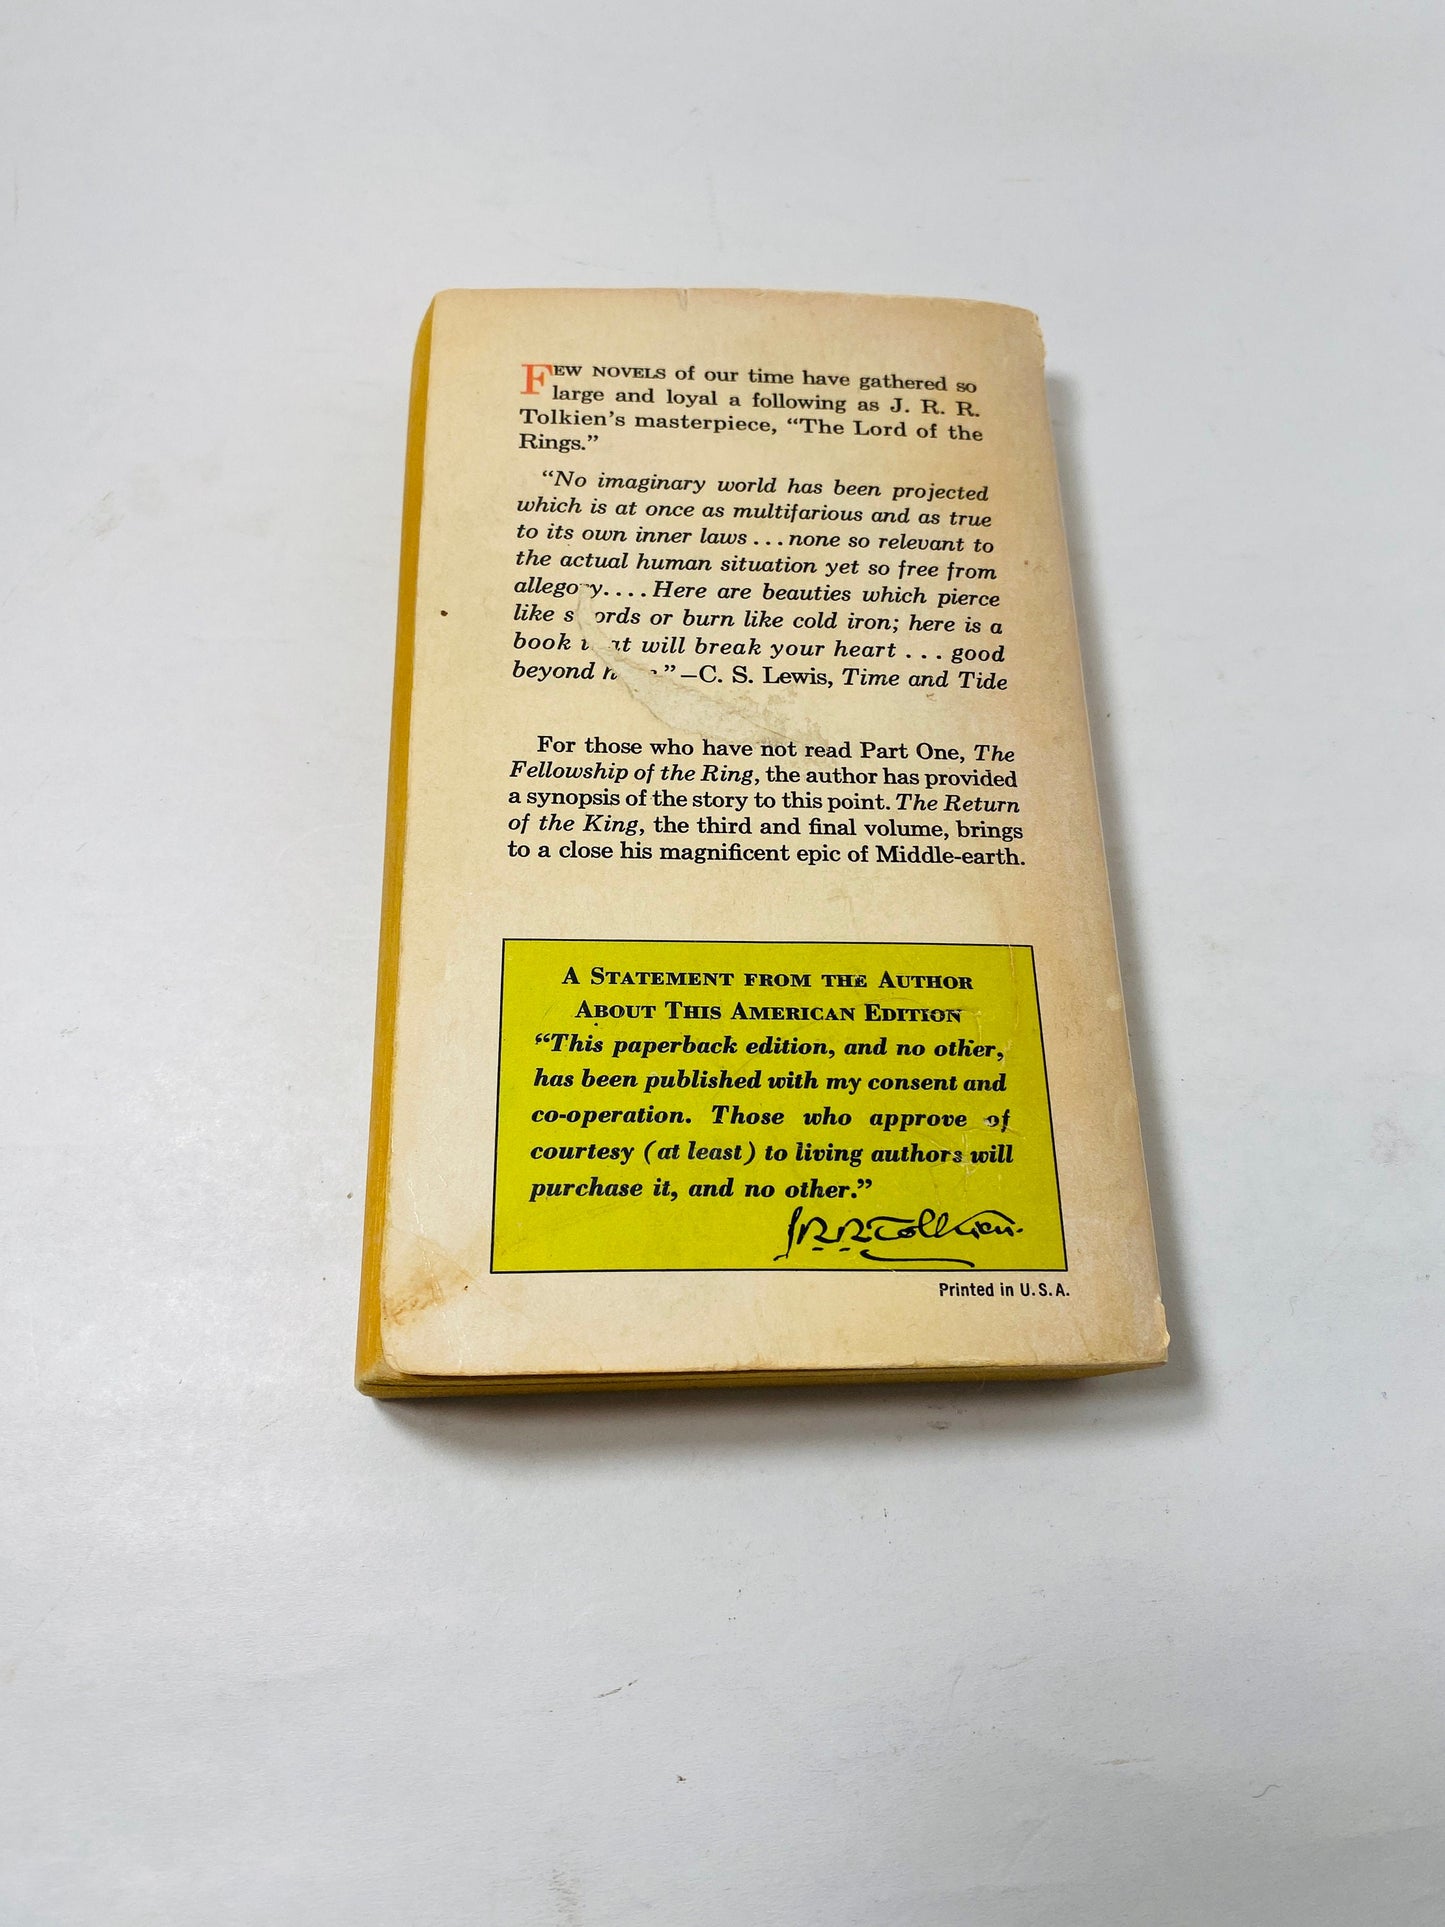 FEW NOVELS of our time have gathered so
large and loyal a following as J. R. R.
Tolkien's masterpiece, “The Lord of the
Rings.”
“No imaginary world has been projected
which is at once as multifarious and as true
to its own inner laws . . . none so relevant to
the actual human situation yet so free from
allegory. . . . Here are beauties which pierce
like swords or burn like cold iron; here is a
book that will break your heart . . . good
beyond ” –C. S. Lewis, Time and Tide
For those who have not read Part One, The
Fellowship of the Ring, the author has provided
a synopsis of the story to this point. The Return
of the King, the third and final volume, brings
to a close his magnificent epic of Middle-earth.
A STATEMENT FROM THE AUTHOR
ABOUT THIS AMERICAN EDITION
“This paperback edition, and no other,
has been published with my consent and
co-operation. Those who approve of
courtesy (at least) to living authors will
purchase it, and no other.”
J.R.R. Tolkien.
Printed in U.S.A.